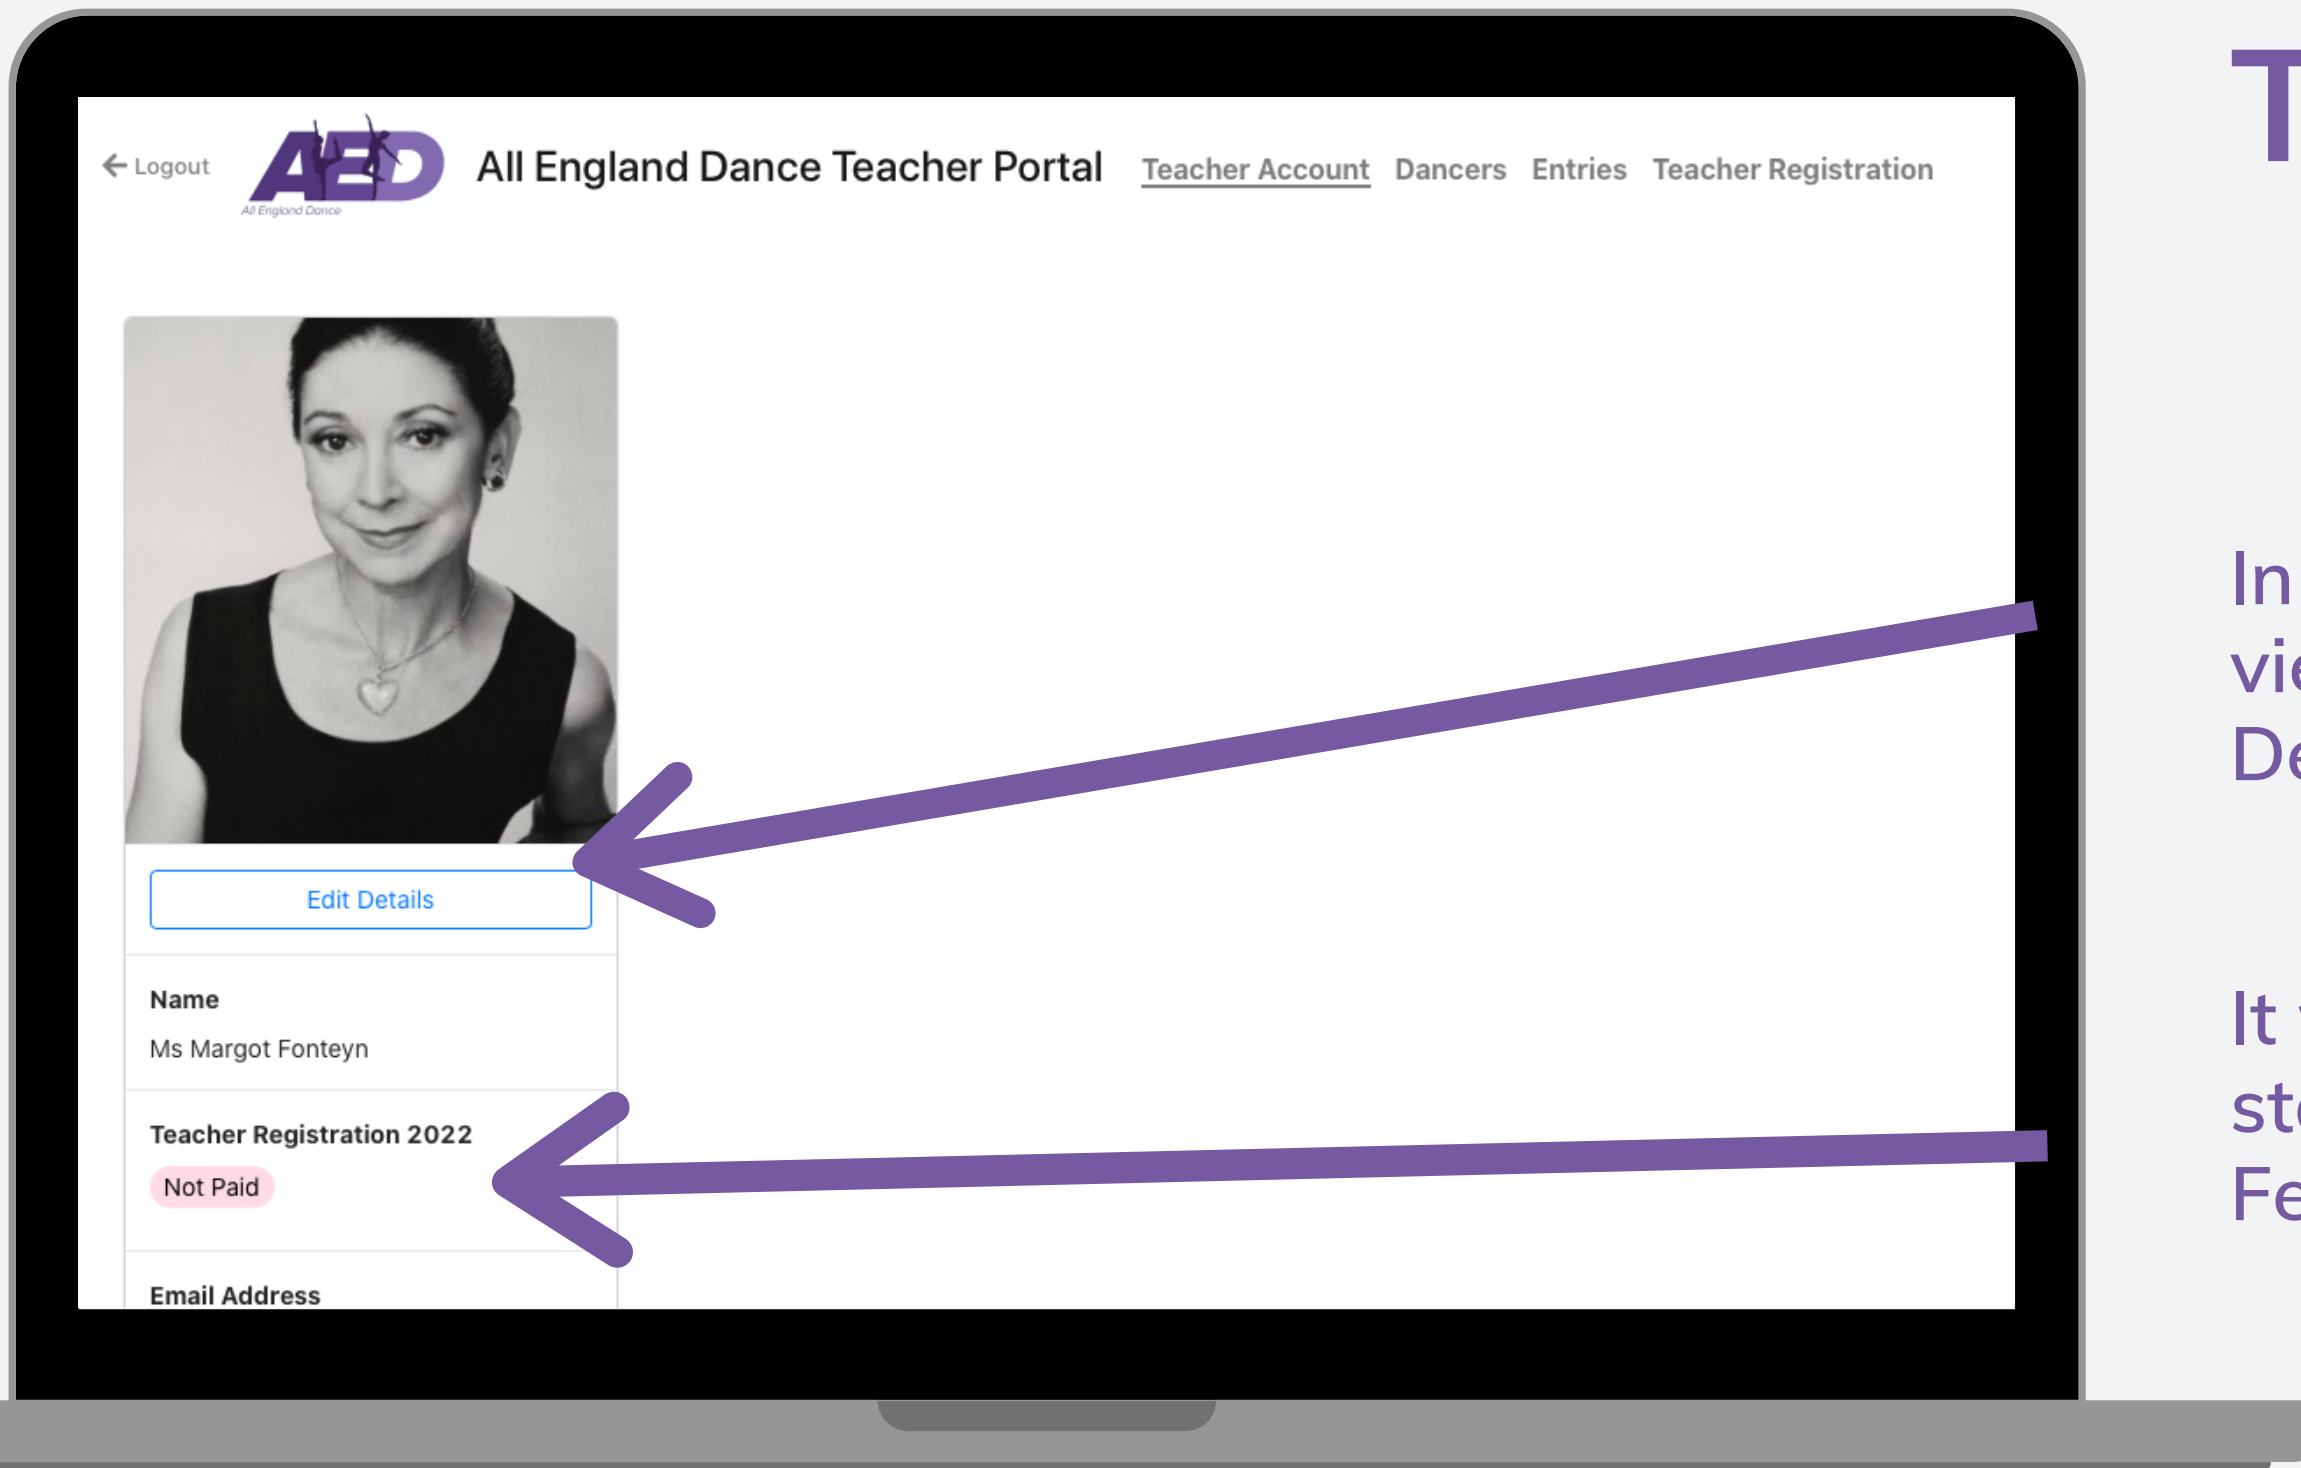 Logout
AED
All England Dance
All England Dance Teacher Portal
Teacher Account Dancers Entries Teacher Registration
Edit Details
Name
Ms Margot Fonteyn
Teacher Registration 2022
Not Paid
Email Address
In
It